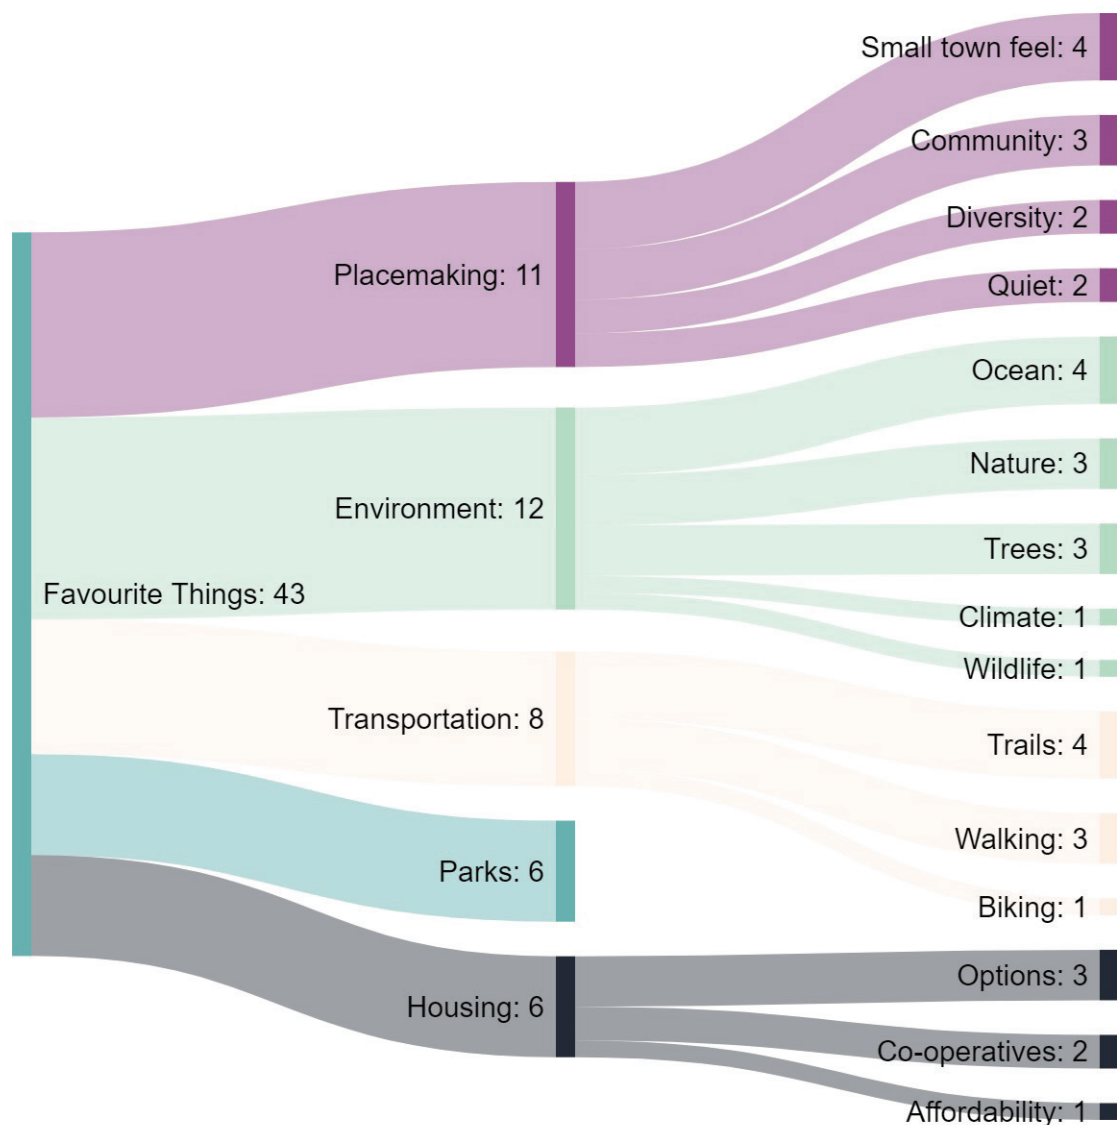 Small town feel: 4
Community: 3
Diversity: 2
Placemaking: 11
Quiet: 2
Ocean: 4
Nature: 3
Environment: 12
Trees: 3
Favourite Things: 43
Climate: 1
Wildlife: 1
Transportation: 8
Trails: 4
Walking: 3
Parks: 6
Biking: 1
Options: 3
Housing: 6
Co-operatives: 2
Affordability: 1